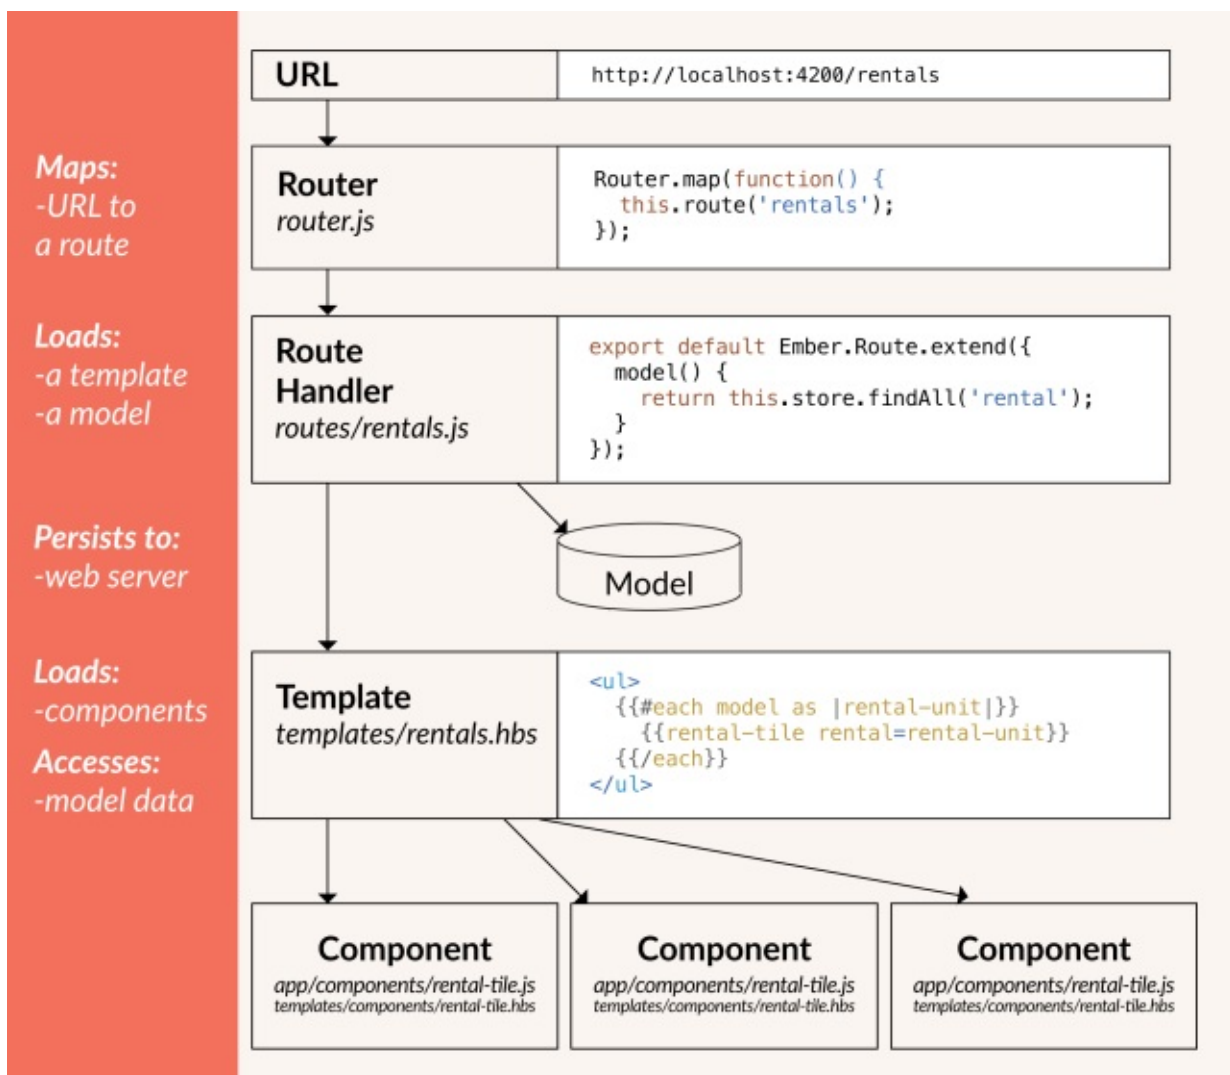 URL
http://localhost:4200/rentals
Maps:
-URL to
a route
Router
router.js
Router.map(function() {
  this.route('rentals');
});
Loads:
-a template
-a model
Route
Handler
routes/rentals.js
export default Ember.Route.extend({
  model() {
    return this.store.findAll('rental');
  }
});
Persists to:
-web server
Model
Loads:
-components
Accesses:
-model data
Template
templates/rentals.hbs
<ul>
  {{#each model as |rental-unit|}}
    {{rental-tile rental=rental-unit}}
  {{/each}}
</ul>
Component
app/components/rental-tile.js
templates/components/rental-tile.hbs
Component
app/components/rental-tile.js
templates/components/rental-tile.hbs
Component
app/components/rental-tile.js
templates/components/rental-tile.hbs